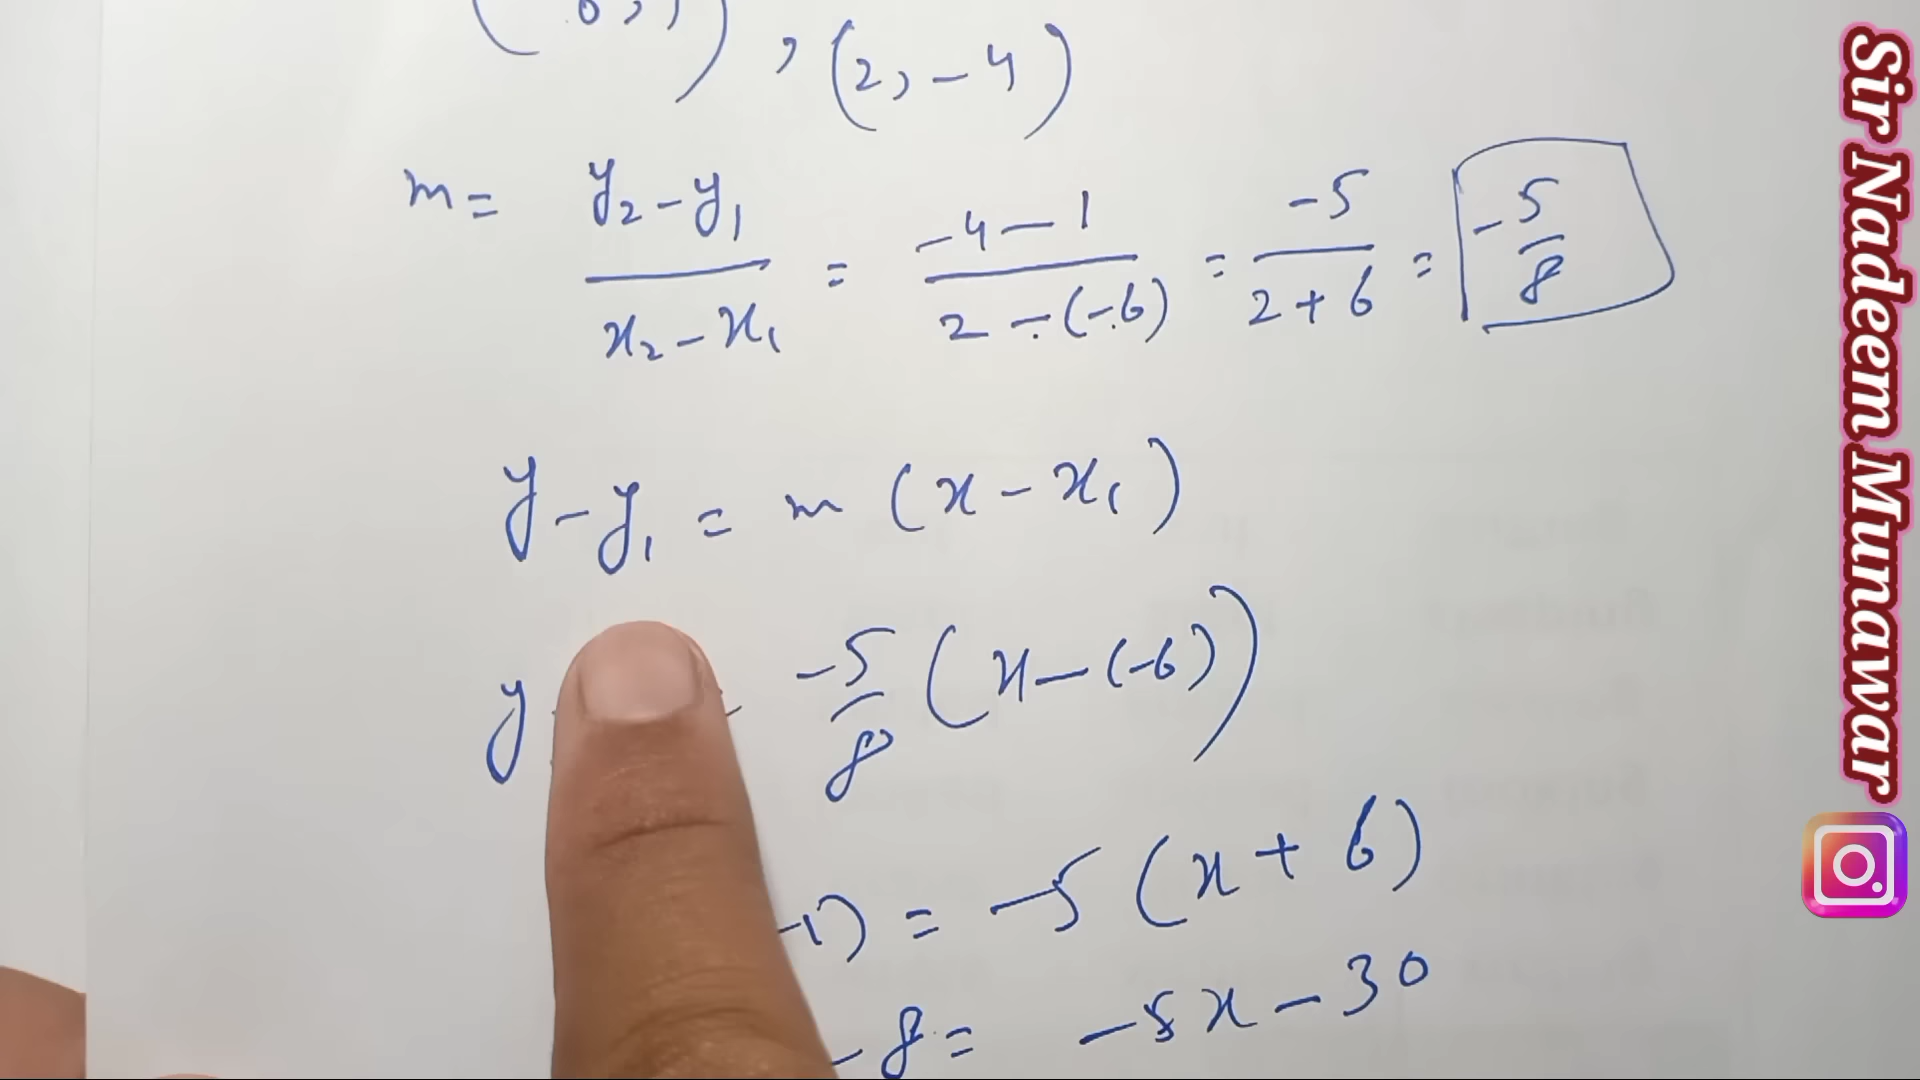 , (2, -4)
m = y₂-y₁ / x₂-x₁ = -4-1 / 2-(-6) = -5 / 2+6 = -5/8
y-y₁ = m (x-x₁)
y -5/8 (x-(-6))
-1) = -5 (x+6)
-8 = -5x-30
Sir Nadeem Munawar